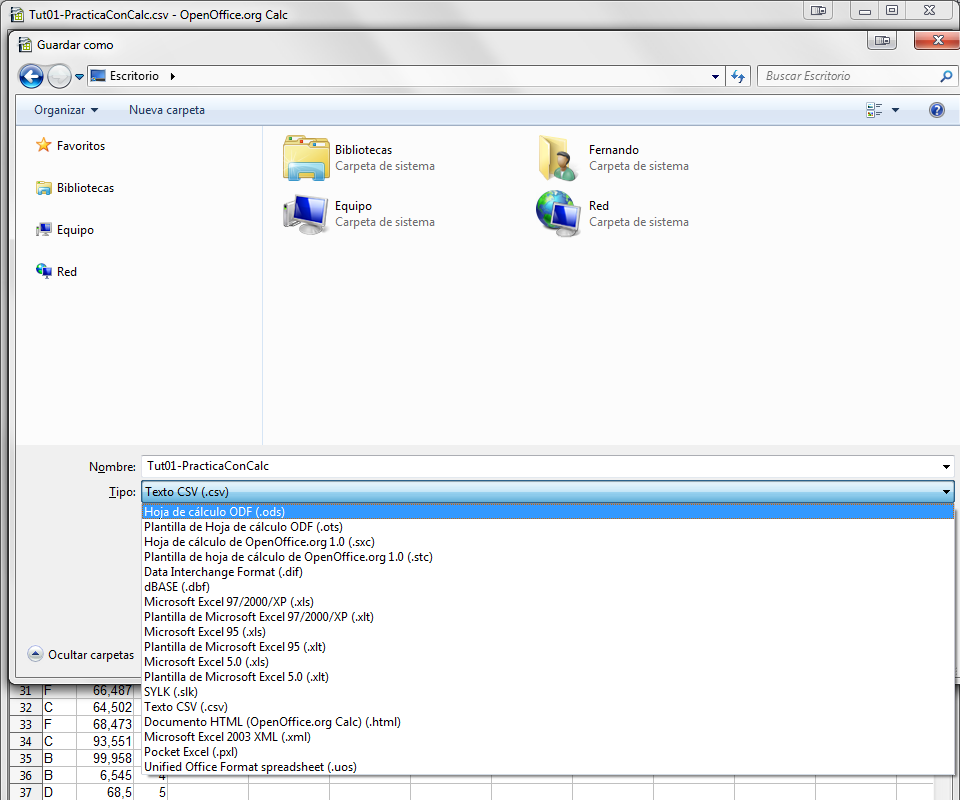 Tut01-PracticaConCalc.csv - OpenOffice.org Calc
Guardar como
Escritorio
Buscar Escritorio
Organizar
Nueva carpeta
Favoritos
Bibliotecas
Equipo
Red
Bibliotecas
Carpeta de sistema
Fernando
Carpeta de sistema
Equipo
Carpeta de sistema
Red
Carpeta de sistema
Nombre: Tut01-PracticaConCalc
Tipo: Texto CSV (.csv)
Hoja de cálculo ODF (.ods)
Plantilla de Hoja de cálculo ODF (.ots)
Hoja de cálculo de OpenOffice.org 1.0 (.sxc)
Plantilla de hoja de cálculo de OpenOffice.org 1.0 (.stc)
Data Interchange Format (.dif)
dBASE (.dbf)
Microsoft Excel 97/2000/XP (.xls)
Plantilla de Microsoft Excel 97/2000/XP (.xlt)
Microsoft Excel 95 (.xls)
Plantilla de Microsoft Excel 95 (.xlt)
Microsoft Excel 5.0 (.xls)
Plantilla de Microsoft Excel 5.0 (.xlt)
SYLK (.slk)
Texto CSV (.csv)
Documento HTML (OpenOffice.org Calc) (.html)
Microsoft Excel 2003 XML (.xml)
Pocket Excel (.pxl)
Unified Office Format spreadsheet (.uos)
Ocultar carpetas
31 F 66,487
32 C 64,502
33 F 68,473
34 C 93,551
35 B 99,958
36 B 6,545 4
37 D 68,5 5